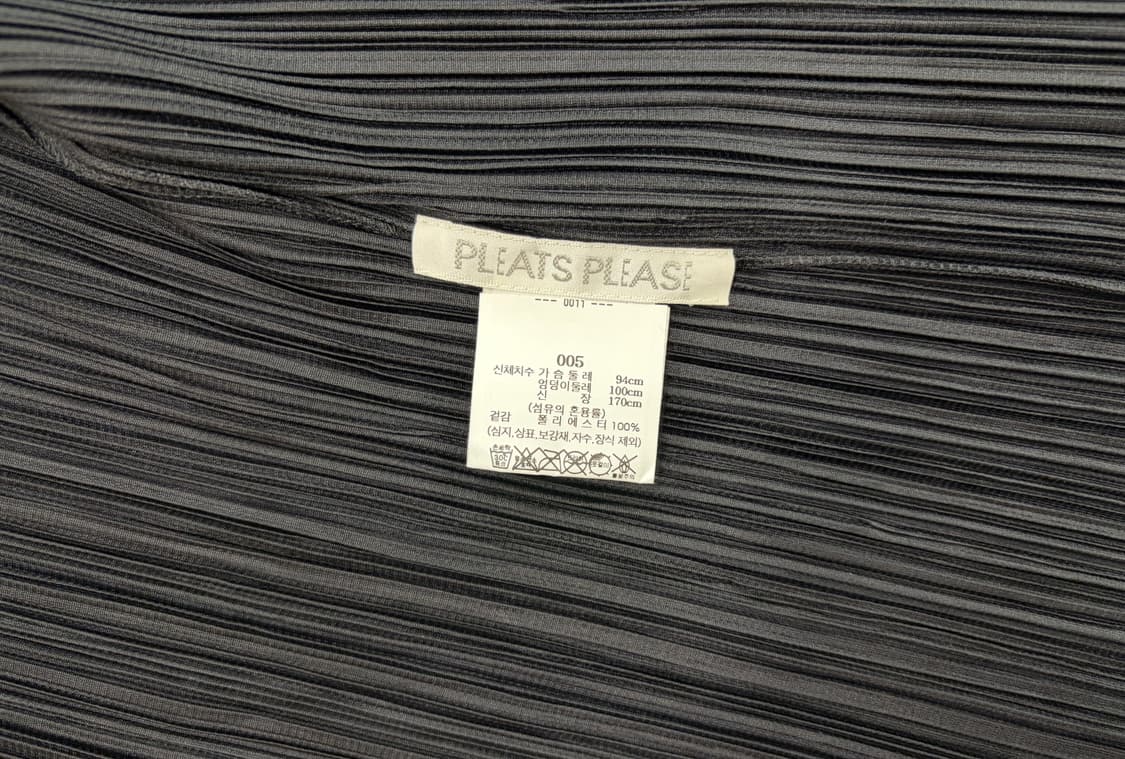 PLEATS PLEASE
--- 0011 ---
005
신체치수 가 슴 둘 레 94cm
엉덩이둘레 100cm
신 장 170cm
(섬유의 혼용률)
겉감 폴 리 에 스 터 100%
(심지,상표,보강재,자수,장식 제외)